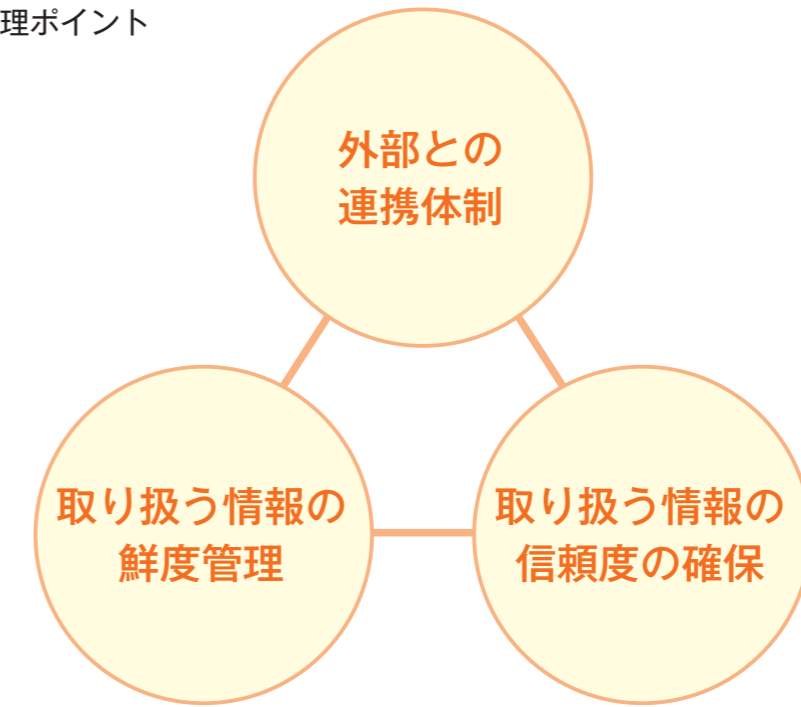 理ポイント
外部との
連携体制
取り扱う情報の
鮮度管理
取り扱う情報の
信頼度の確保